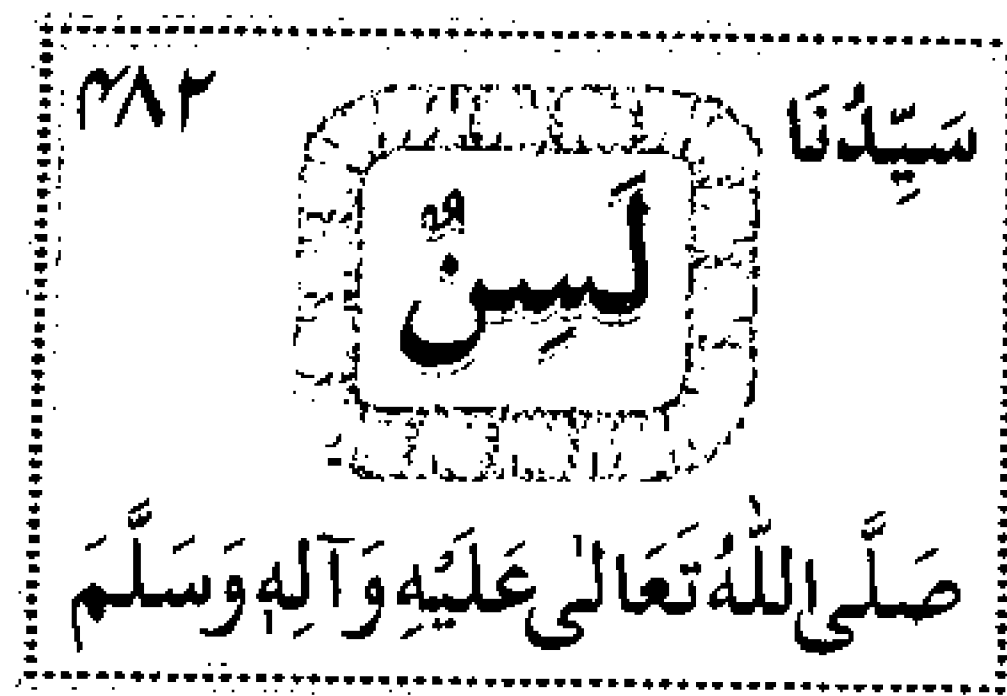 سَيِّدُنَا ۴۸۲
لَسِنٌ
صَلَّى اللّٰهُ تَعَالٰى عَلَيْهِ وَآلِهٖ وَسَلَّمَ